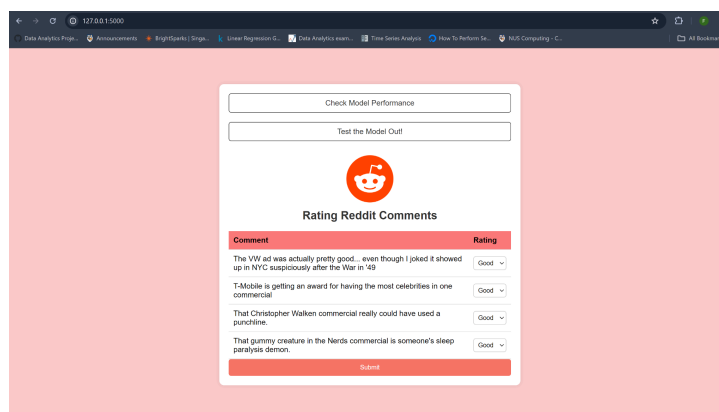 127.0.0.1:5000
Data Analytics Proje... Announcements BrightSparks | Singa... Linear Regression G... Data Analytics exam... Time Series Analysis How To Perform Se... NUS Computing - C... All Bookmar
Check Model Performance
Test the Model Out!
Rating Reddit Comments
Comment Rating
The VW ad was actually pretty good... even though I joked it showed
up in NYC suspiciously after the War in '49
Good
T-Mobile is getting an award for having the most celebrities in one
commercial
Good
That Christopher Walken commercial really could have used a
punchline.
Good
That gummy creature in the Nerds commercial is someone's sleep
paralysis demon.
Good
Submit